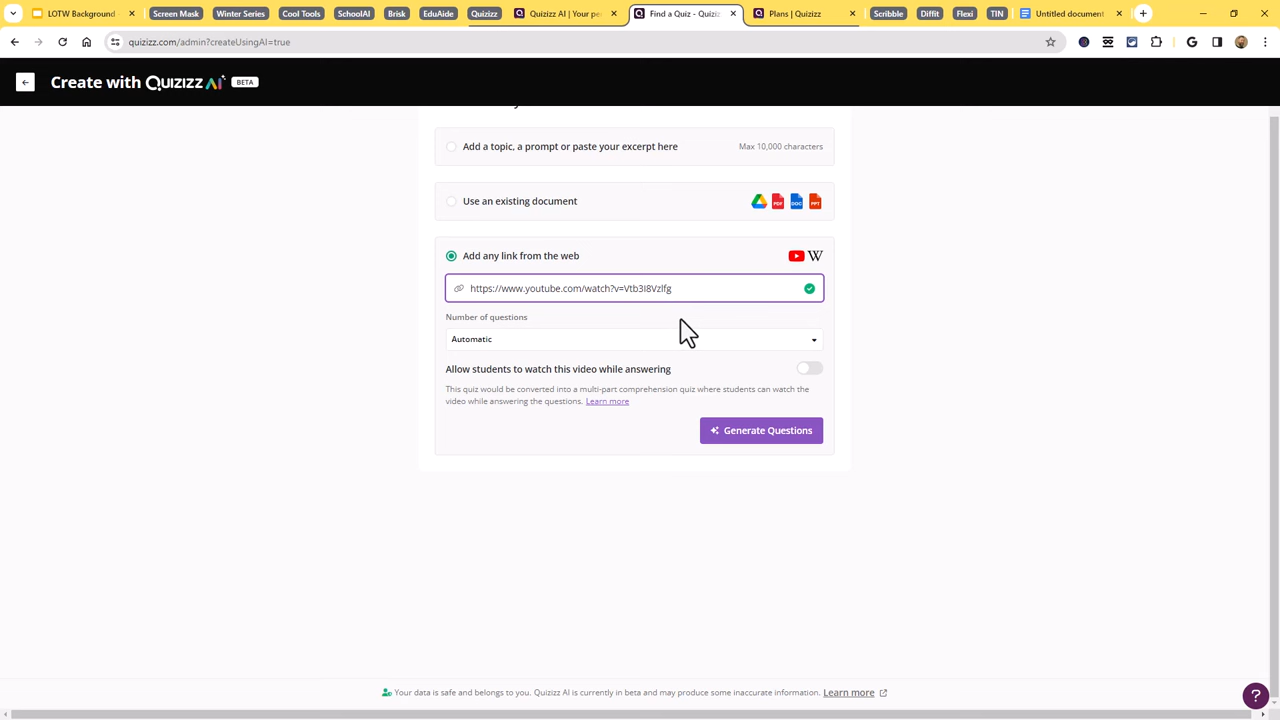 LOTW Background
Screen Mask
Winter Series
Cool Tools
SchoolAI
Brisk
EduAide
Quizizz
Quizizz AI | Your pe
Find a Quiz - Quiziz
Plans | Quizizz
Scribble
Diffit
Flexi
TIN
Untitled document
quizizz.com/admin?createUsingAI=true
Create with QUIZIZZ AI BETA
Add a topic, a prompt or paste your excerpt here Max 10,000 characters
Use an existing document PDF DOC PPT
Add any link from the web W
https://www.youtube.com/watch?v=Vtb3I8Vzlfg
Number of questions
Automatic
Allow students to watch this video while answering
This quiz would be converted into a multi-part comprehension quiz where students can watch the
video while answering the questions. Learn more
Generate Questions
Your data is safe and belongs to you. Quizizz AI is currently in beta and may produce some inaccurate information. Learn more
?